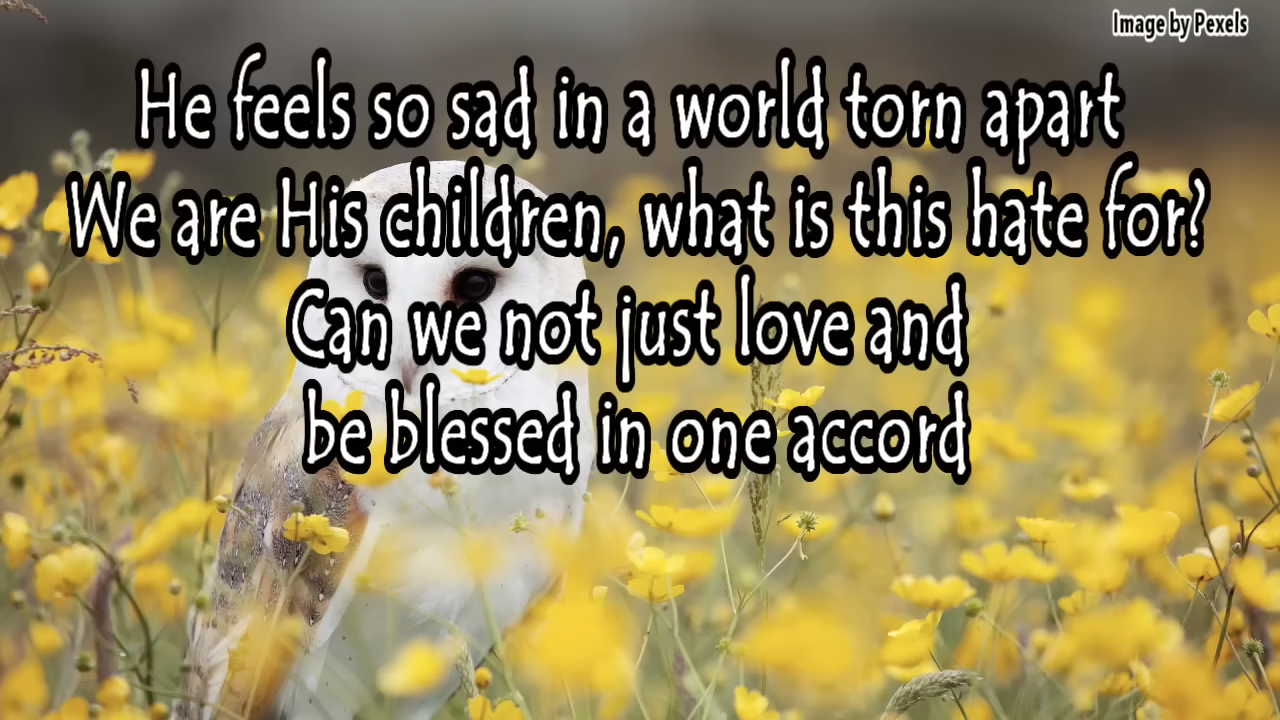 Image by Pexels
He feels so sad in a world torn apart
We are His children, what is this hate for?
Can we not just love and
be blessed in one accord